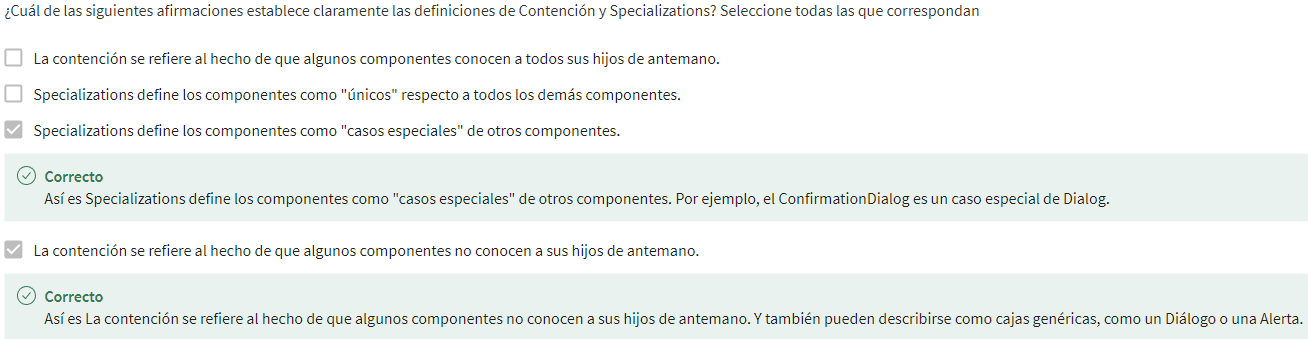 ¿Cuál de las siguientes afirmaciones establece claramente las definiciones de Contención y Specializations? Seleccione todas las que correspondan
La contención se refiere al hecho de que algunos componentes conocen a todos sus hijos de antemano.
Specializations define los componentes como "únicos" respecto a todos los demás componentes.
Specializations define los componentes como "casos especiales" de otros componentes.
Correcto
Así es Specializations define los componentes como "casos especiales" de otros componentes. Por ejemplo, el ConfirmationDialog es un caso especial de Dialog.
La contención se refiere al hecho de que algunos componentes no conocen a sus hijos de antemano.
Correcto
Así es La contención se refiere al hecho de que algunos componentes no conocen a sus hijos de antemano. Y también pueden describirse como cajas genéricas, como un Diálogo o una Alerta.